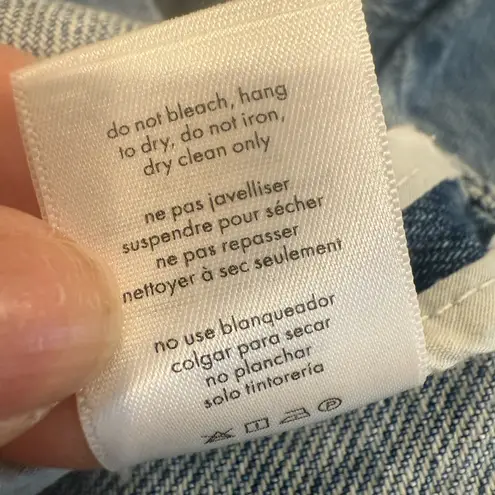 do not bleach, hang
to dry, do not iron,
dry clean only
ne pas javelliser
suspendre pour sécher
ne pas repasser
nettoyer à sec seulement
no use blanqueador
colgar para secar
no planchar
solo tintorería
P